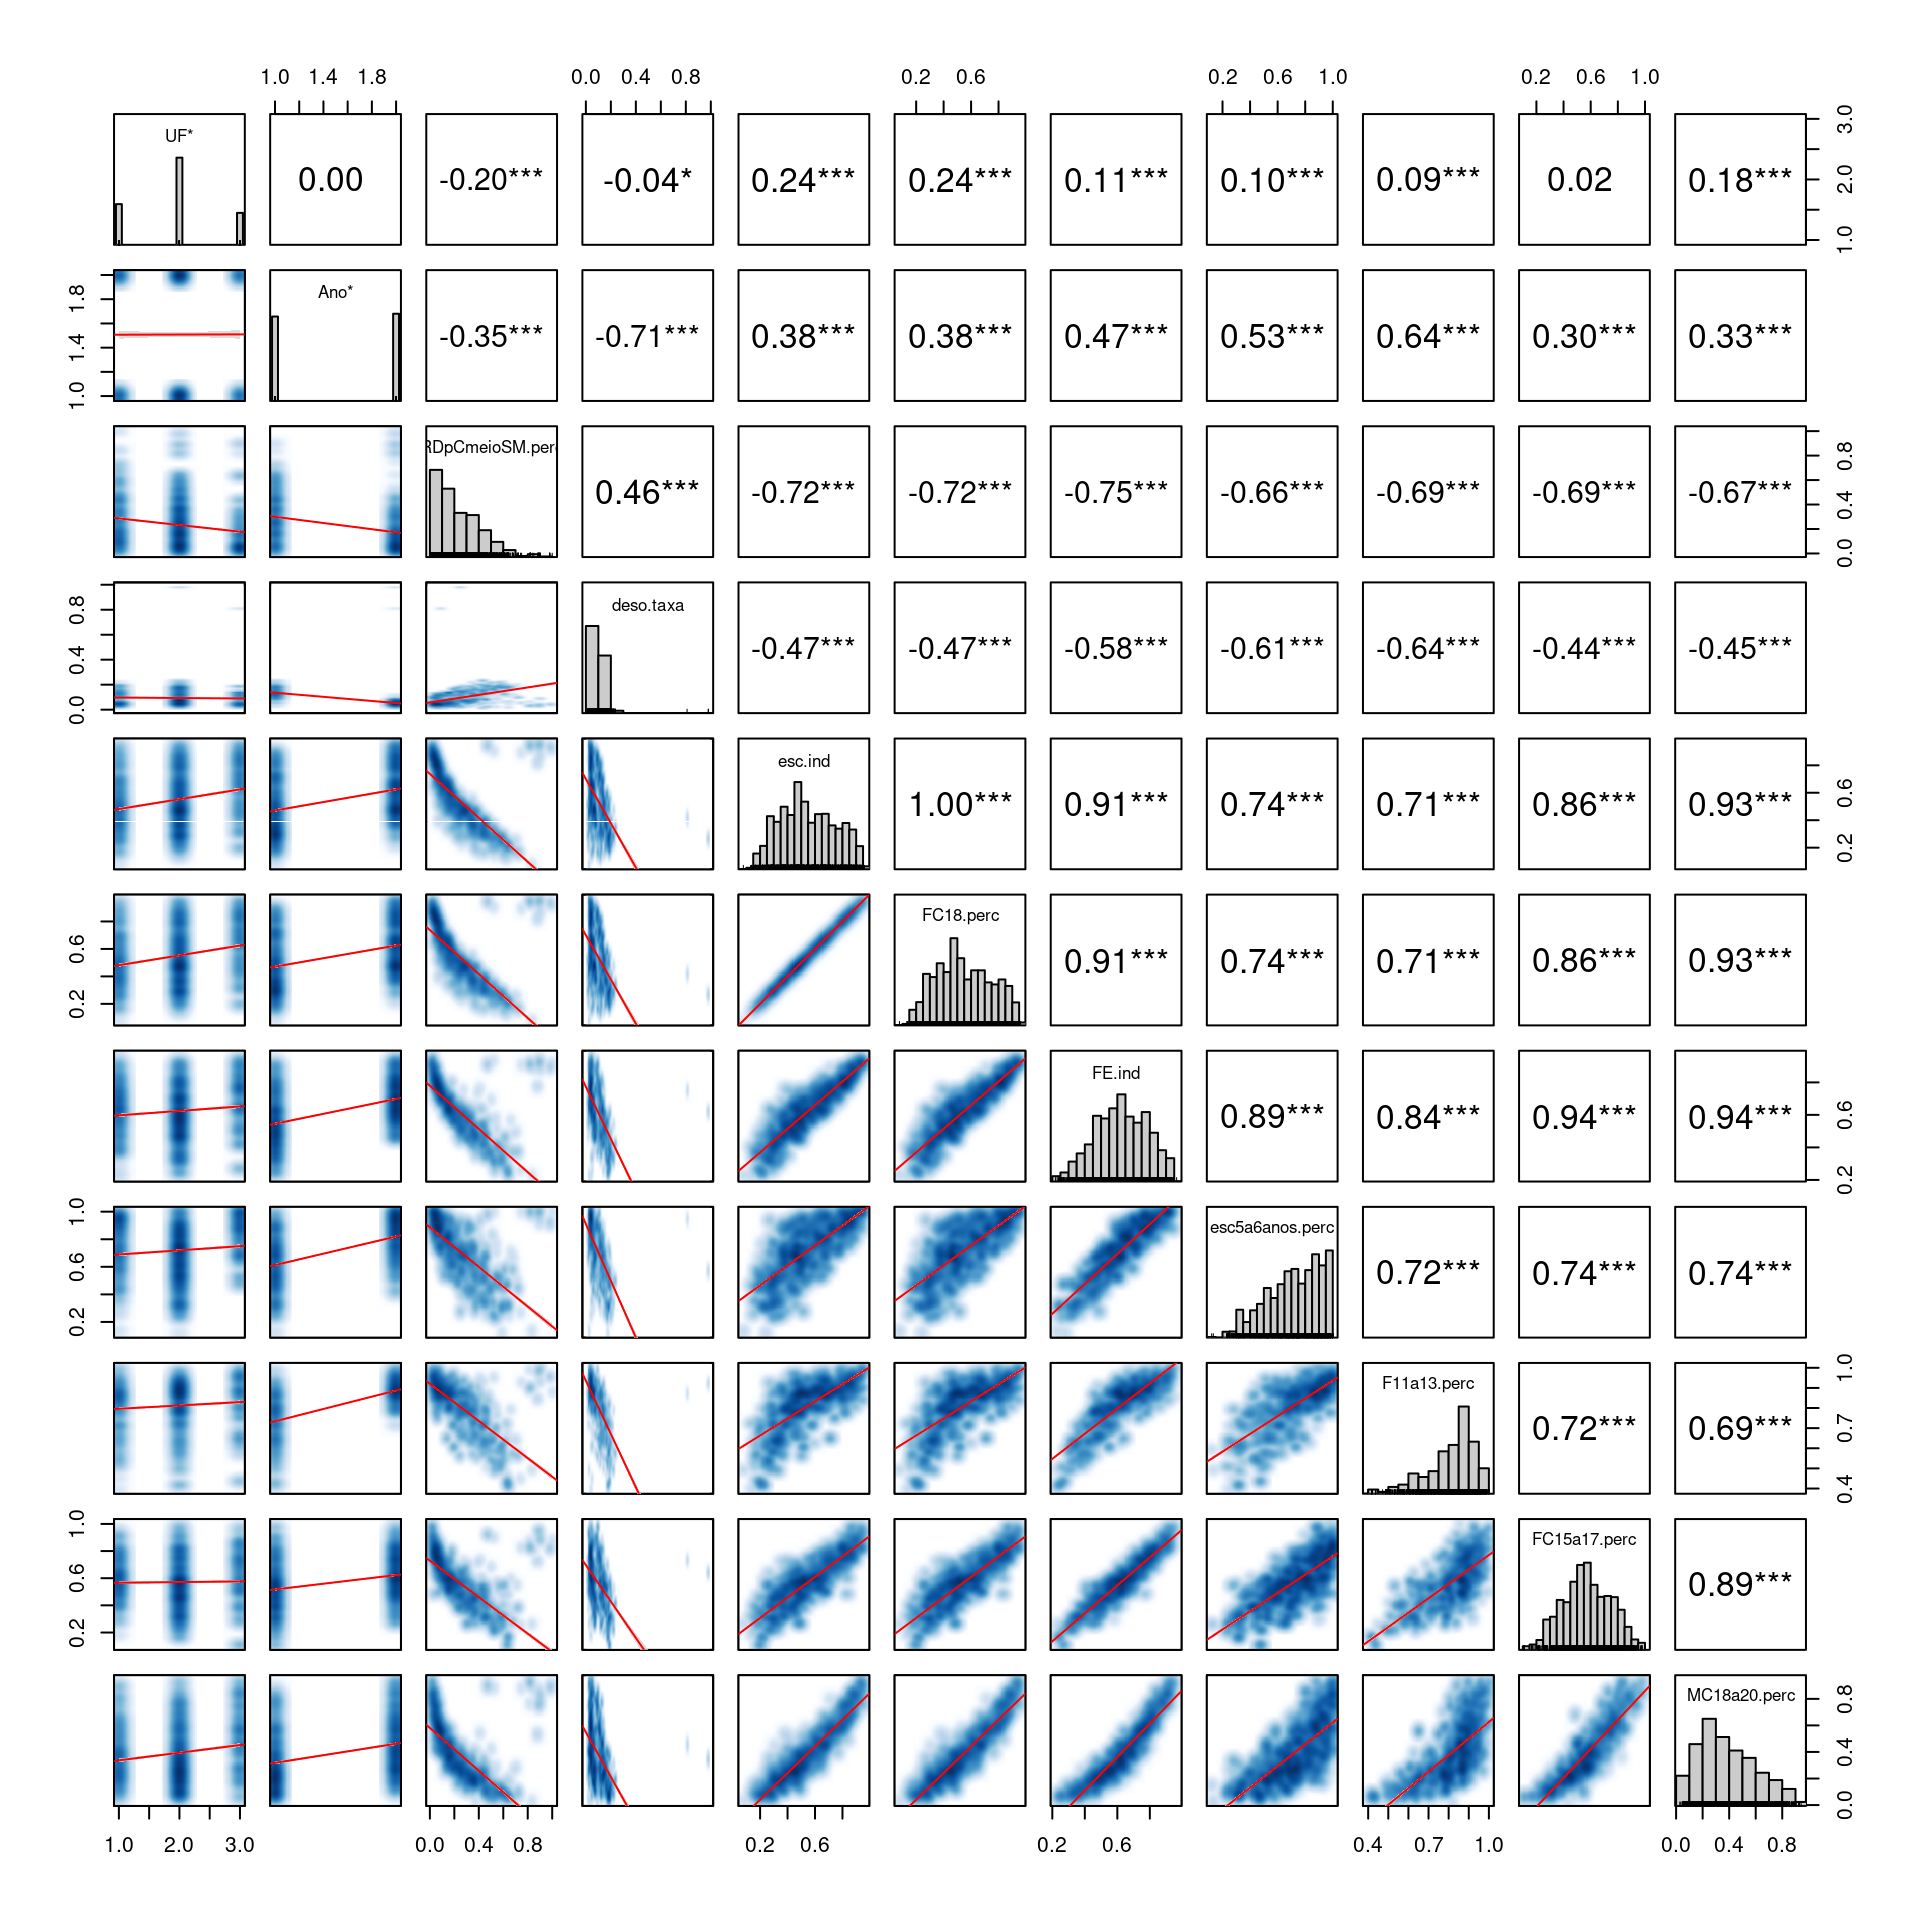 1.0 1.4 1.8 0.0 0.4 0.8 0.2 0.6 0.2 0.6 1.0 0.2 0.6 1.0
UF* 0.00 -0.20*** -0.04* 0.24*** 0.24*** 0.11*** 0.10*** 0.09*** 0.02 0.18*** 1.0 2.0 3.0
1.0 1.4 1.8 Ano* -0.35*** -0.71*** 0.38*** 0.38*** 0.47*** 0.53*** 0.64*** 0.30*** 0.33***
RDpCmeioSM.perc 0.46*** -0.72*** -0.72*** -0.75*** -0.66*** -0.69*** -0.69*** -0.67*** 0.0 0.4 0.8
0.0 0.4 0.8 deso.taxa -0.47*** -0.47*** -0.58*** -0.61*** -0.64*** -0.44*** -0.45***
esc.ind 1.00*** 0.91*** 0.74*** 0.71*** 0.86*** 0.93*** 0.2 0.6
0.2 0.6 FC18.perc 0.91*** 0.74*** 0.71*** 0.86*** 0.93***
FE.ind 0.89*** 0.84*** 0.94*** 0.94*** 0.2 0.6
0.2 0.6 1.0 esc5a6anos.perc 0.72*** 0.74*** 0.74***
F11a13.perc 0.72*** 0.69*** 0.4 0.7 1.0
0.2 0.6 1.0 FC15a17.perc 0.89***
MC18a20.perc 0.0 0.4 0.8
1.0 2.0 3.0 0.0 0.4 0.8 0.2 0.6 0.2 0.6 0.4 0.7 1.0 0.0 0.4 0.8